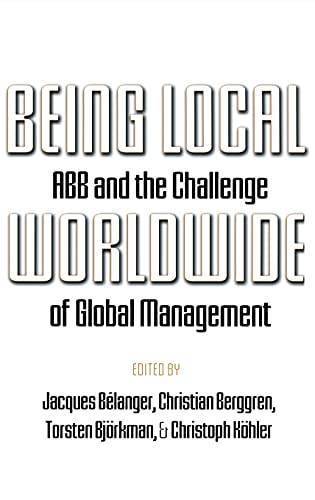 BEING LOCAL
ABB and the Challenge
WORLDWIDE
of Global Management
EDITED BY
Jacques Bélanger, Christian Berggren,
Torsten Björkman, & Christoph Köhler